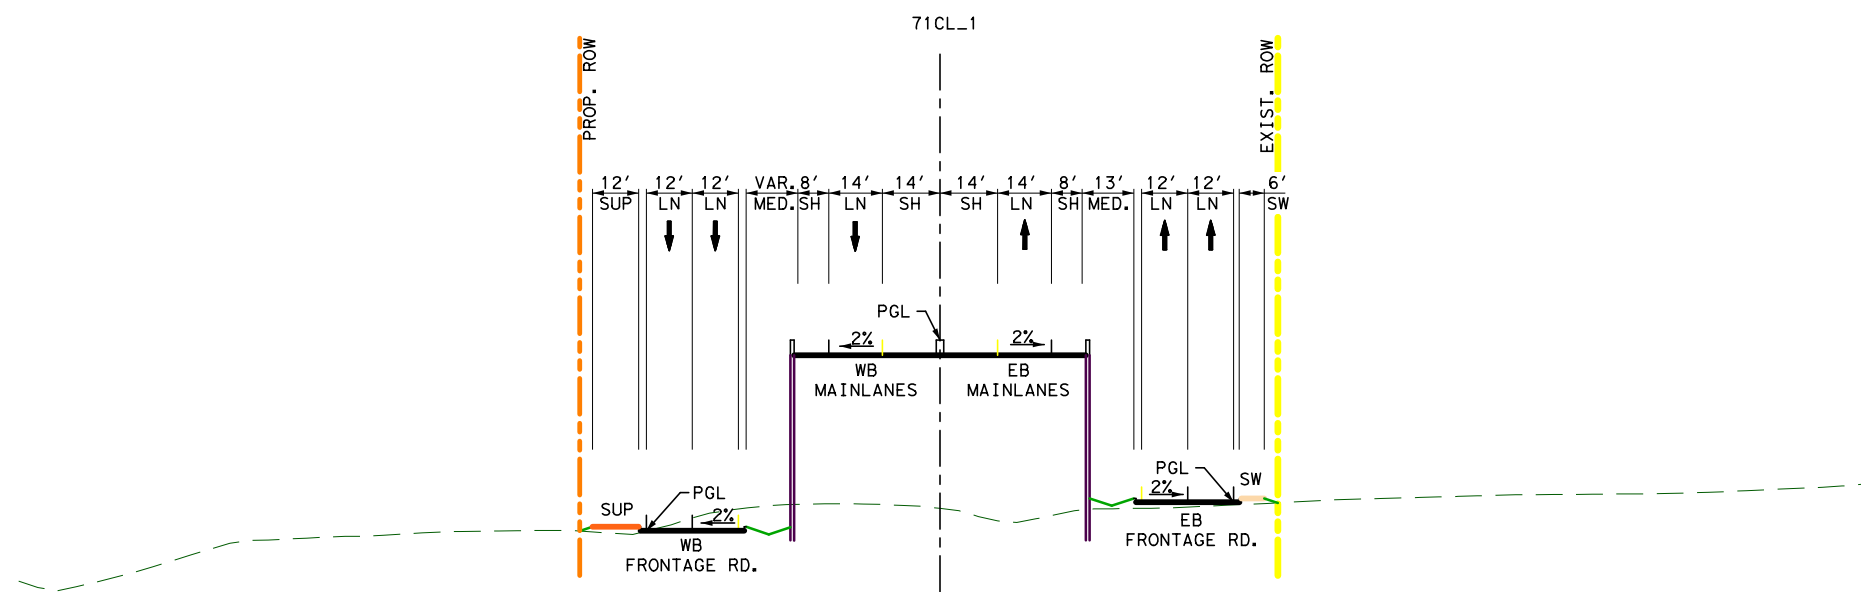 71CL_1
PROP. ROW
EXIST. ROW
12' 12' 12' VAR. 8' 14' 14' 14' 14' 8' 13' 12' 12' 6'
SUP LN LN MED. SH LN SH SH LN SH MED. LN LN SW
PGL
2% 2%
WB EB
MAINLANES MAINLANES
PGL SW
2%
PGL
SUP 2%
EB
FRONTAGE RD.
WB
FRONTAGE RD.